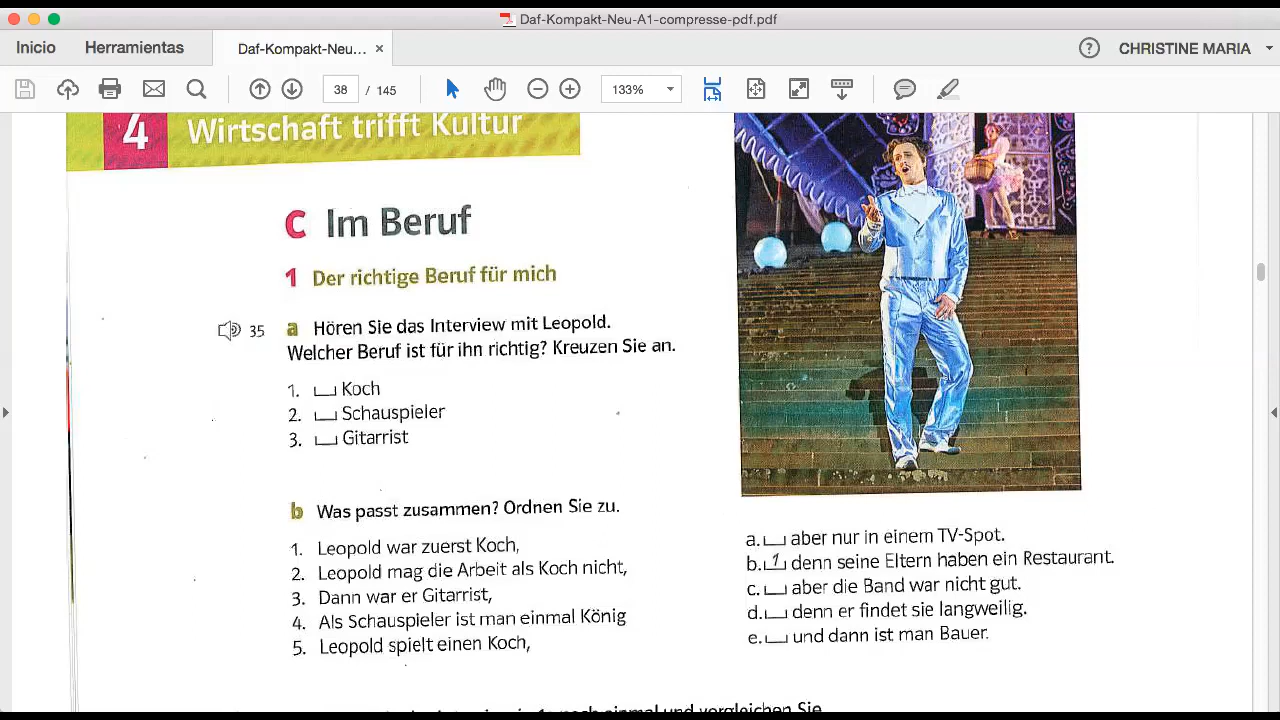 Daf-Kompakt-Neu-A1-compresse-pdf.pdf
Inicio
Herramientas
Daf-Kompakt-Neu... ×
CHRISTINE MARIA
38 / 145
133%
4 Wirtschaft trifft Kultur
C Im Beruf
1 Der richtige Beruf für mich
35 a Hören Sie das Interview mit Leopold.
Welcher Beruf ist für ihn richtig? Kreuzen Sie an.
1. Koch
2. Schauspieler
3. Gitarrist
b Was passt zusammen? Ordnen Sie zu.
1. Leopold war zuerst Koch,
2. Leopold mag die Arbeit als Koch nicht,
3. Dann war er Gitarrist,
4. Als Schauspieler ist man einmal König
5. Leopold spielt einen Koch,
a. aber nur in einem TV-Spot.
b. 1 denn seine Eltern haben ein Restaurant.
c. aber die Band war nicht gut.
d. denn er findet sie langweilig.
e. und dann ist man Bauer.
noch einmal und vergleichen Sie